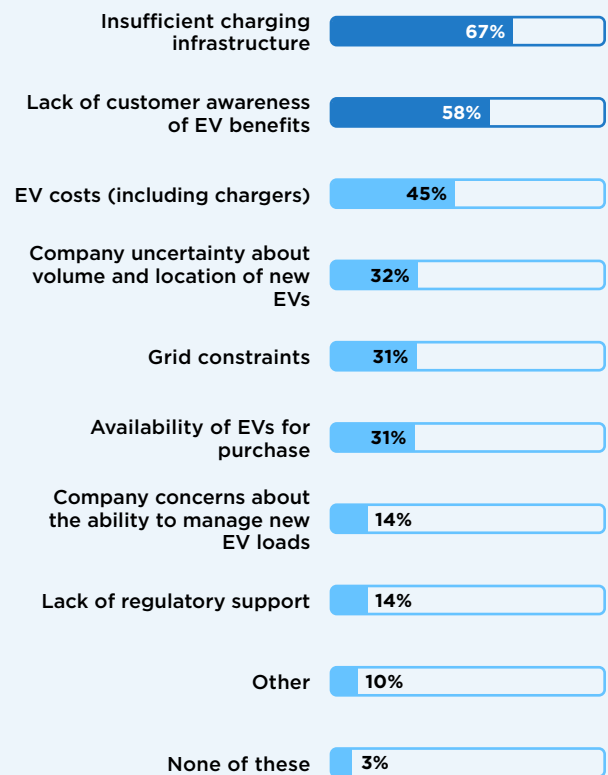 Insufficient charging
infrastructure
67%
Lack of customer awareness
of EV benefits
58%
EV costs (including chargers)
45%
Company uncertainty about
volume and location of new
EVs
32%
Grid constraints
31%
Availability of EVs for
purchase
31%
Company concerns about
the ability to manage new
EV loads
14%
Lack of regulatory support
14%
Other
10%
None of these
3%